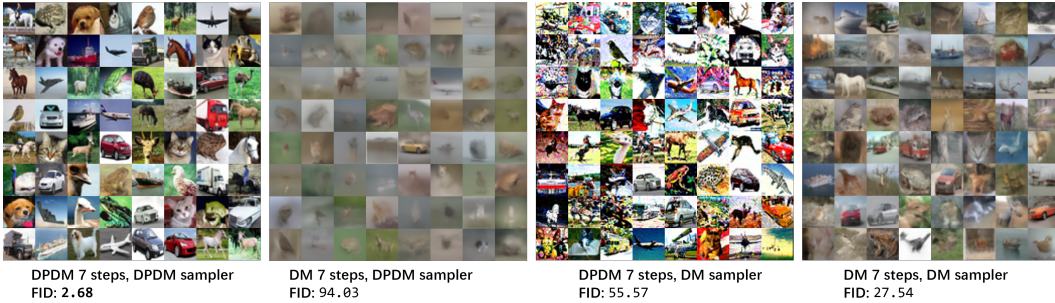 DPDM 7 steps, DPDM sampler
FID: 2.68
DM 7 steps, DPDM sampler
FID: 94.03
DPDM 7 steps, DM sampler
FID: 55.57
DM 7 steps, DM sampler
FID: 27.54